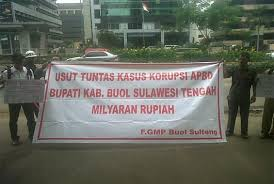 USUT TUNTAS KASUS KORUPSI APBD
BUPATI KAB. BUOL SULAWESI TENGAH
MILYARAN RUPIAH
F.GMP Buol Sulteng